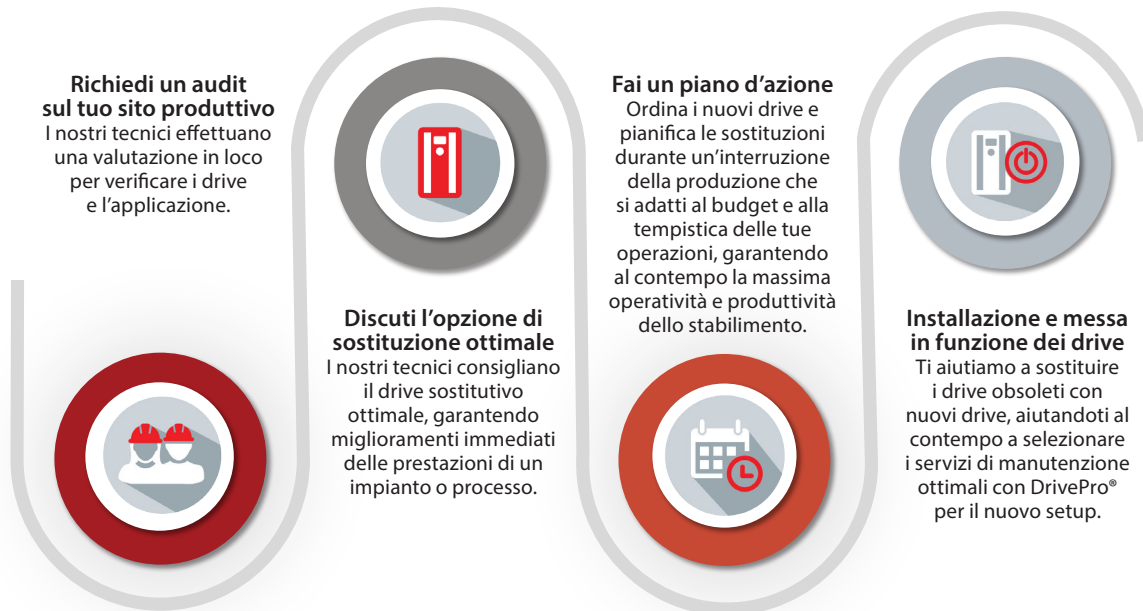 Richiedi un audit
sul tuo sito produttivo
I nostri tecnici effettuano
una valutazione in loco
per verificare i drive
e l’applicazione.
Discuti l’opzione di
sostituzione ottimale
I nostri tecnici consigliano
il drive sostitutivo
ottimale, garantendo
miglioramenti immediati
delle prestazioni di un
impianto o processo.
Fai un piano d’azione
Ordina i nuovi drive e
pianifica le sostituzioni
durante un’interruzione
della produzione che
si adatti al budget e alla
tempistica delle tue
operazioni, garantendo
al contempo la massima
operatività e produttività
dello stabilimento.
Installazione e messa
in funzione dei drive
Ti aiutiamo a sostituire
i drive obsoleti con
nuovi drive, aiutandoti al
contempo a selezionare
i servizi di manutenzione
ottimali con DrivePro®
per il nuovo setup.